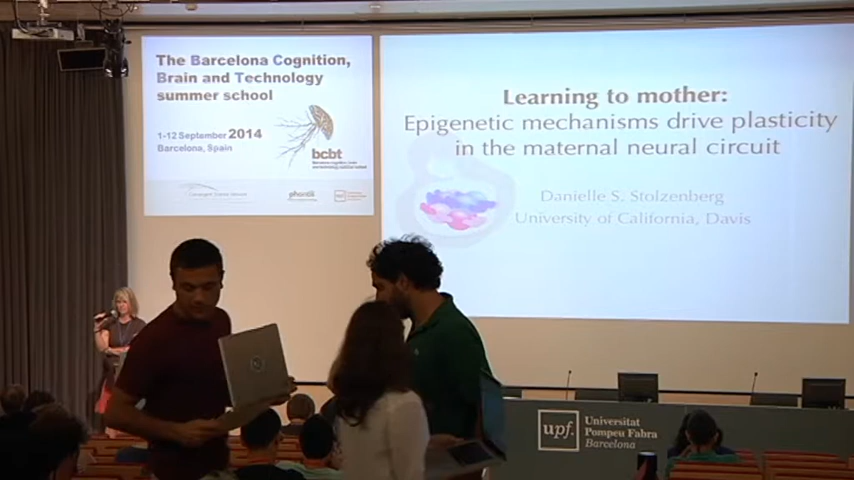 The Barcelona Cognition,
Brain and Technology
summer school
1-12 September 2014
Barcelona, Spain
bcbt
Learning to mother:
Epigenetic mechanisms drive plasticity
in the maternal neural circuit
Danielle S. Stolzenberg
University of California, Davis
upf.
Universitat
Pompeu Fabra
Barcelona